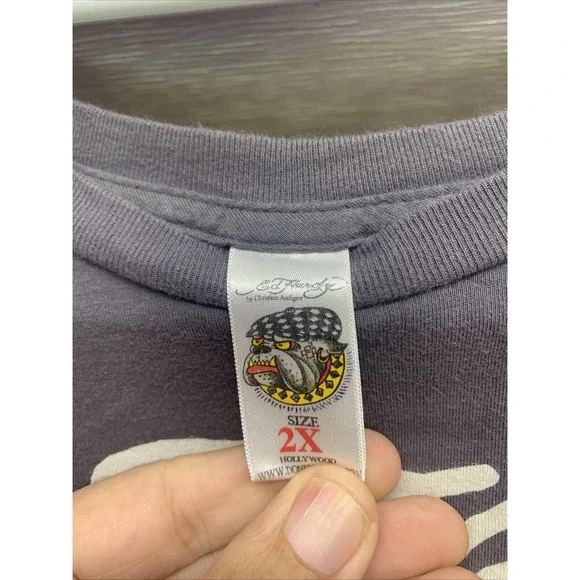 Ed Hardy
by Christian Audigier
SIZE
2X
HOLLYWOOD